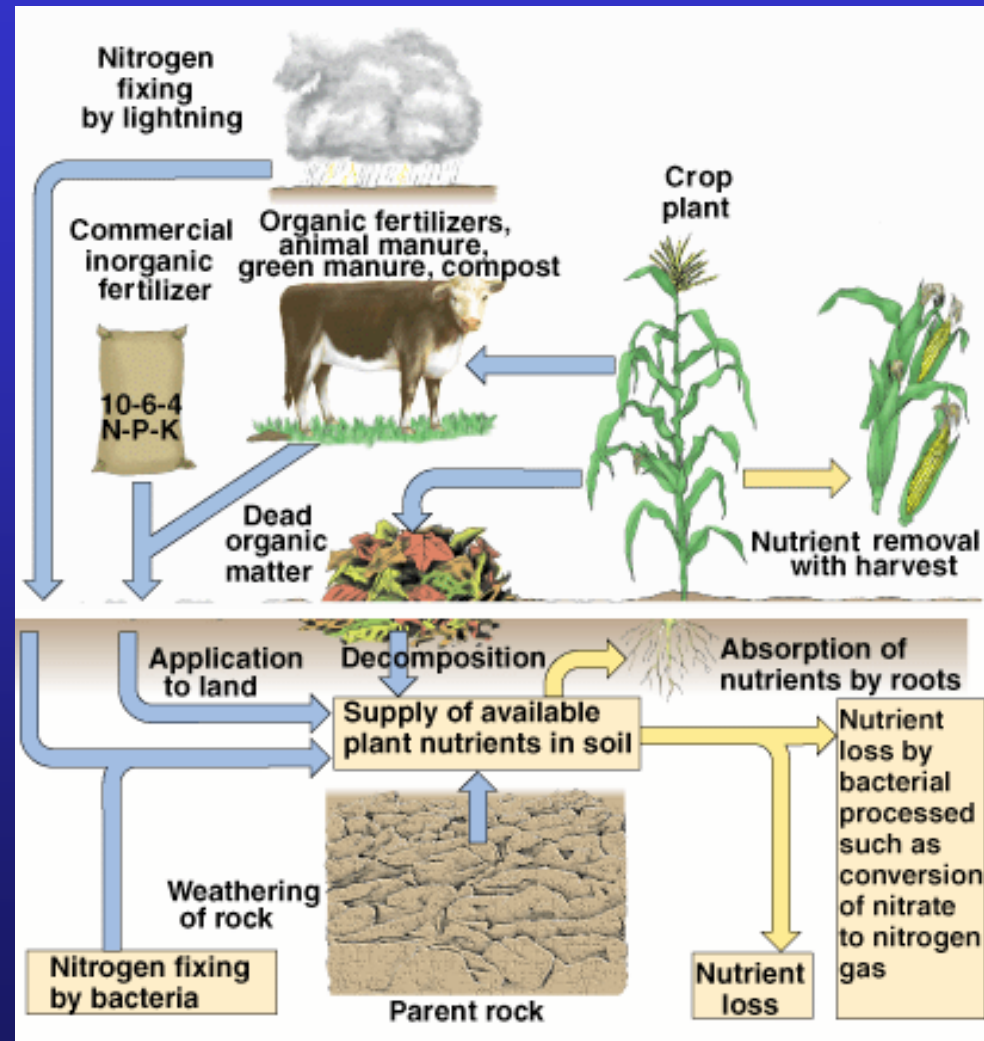 Nitrogen
fixing
by lightning
Commercial
inorganic
fertilizer
10-6-4
N-P-K
Organic fertilizers,
animal manure,
green manure, compost
Crop
plant
Dead
organic
matter
Nutrient removal
with harvest
Application
to land
Decomposition
Absorption of
nutrients by roots
Supply of available
plant nutrients in soil
Nutrient
loss by
bacterial
processed
such as
conversion
of nitrate
to nitrogen
gas
Weathering
of rock
Nitrogen fixing
by bacteria
Parent rock
Nutrient
loss